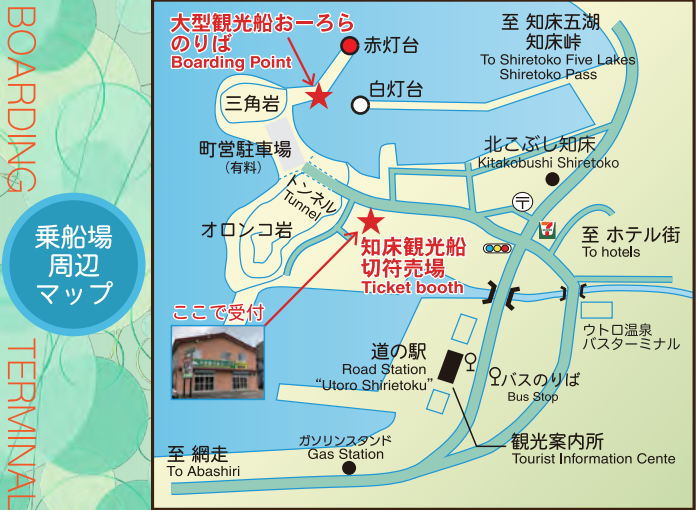 BOARDING
TERMINAL
乗船場
周辺
マップ
大型観光船おーろら
のりば
Boarding Point
赤灯台
白灯台
至 知床五湖
知床峠
To Shiretoko Five Lakes
Shiretoko Pass
三角岩
町営駐車場
(有料)
北こぶし知床
Kitakobushi Shiretoko
トンネル
Tunnel
オロンコ岩
〒
7
知床観光船
切符売場
Ticket booth
至 ホテル街
To hotels
ここで受付
ウトロ温泉
バスターミナル
道の駅
Road Station
“Utoro Shirietoku”
バスのりば
Bus Stop
観光案内所
Tourist Information Cente
ガソリンスタンド
Gas Station
至 網走
To Abashiri